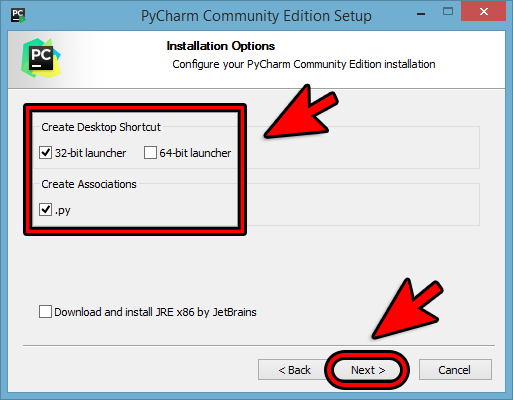 PyCharm Community Edition Setup
PC
Installation Options
Configure your PyCharm Community Edition installation
Create Desktop Shortcut
32-bit launcher 64-bit launcher
Create Associations
.py
Download and install JRE x86 by JetBrains
< Back Next > Cancel